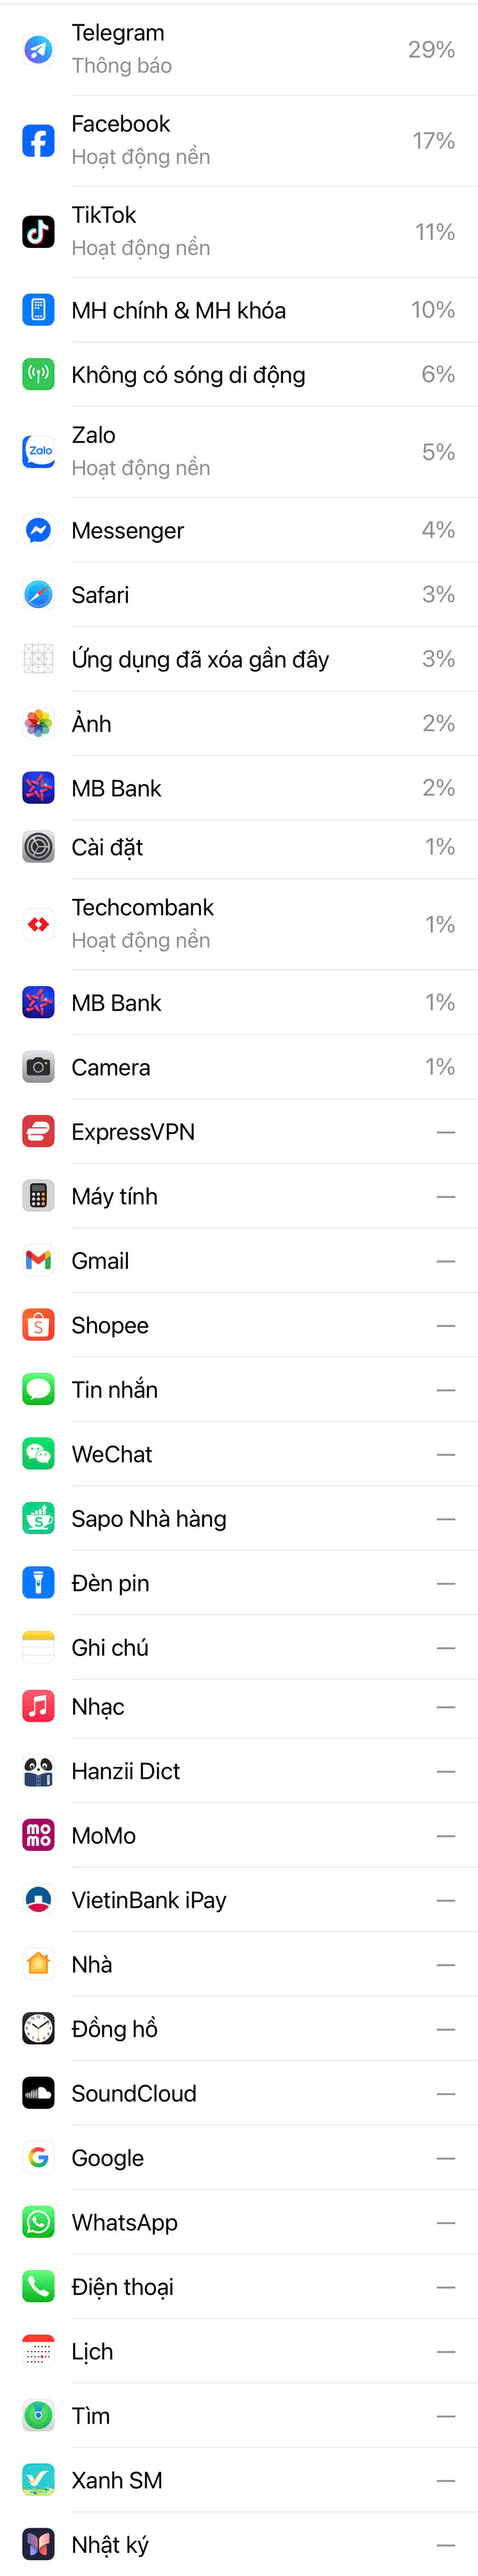 Telegram
29%
Thông báo
Facebook
17%
Hoạt động nền
TikTok
11%
Hoạt động nền
MH chính & MH khóa
10%
Không có sóng di động
6%
Zalo
Zalo
5%
Hoạt động nền
Messenger
4%
Safari
3%
Ứng dụng đã xóa gần đây
3%
Ảnh
2%
MB Bank
2%
Cài đặt
1%
Techcombank
1%
Hoạt động nền
MB Bank
1%
Camera
1%
ExpressVPN
—
Máy tính
—
Gmail
—
Shopee
—
Tin nhắn
—
WeChat
—
Sapo Nhà hàng
—
Đèn pin
—
Ghi chú
—
Nhạc
—
Hanzii Dict
—
mo
mo
MoMo
—
VietinBank iPay
—
Nhà
—
Đồng hồ
—
SoundCloud
—
Google
—
WhatsApp
—
Điện thoại
—
Lịch
—
Tìm
—
Xanh SM
—
Nhật ký
—